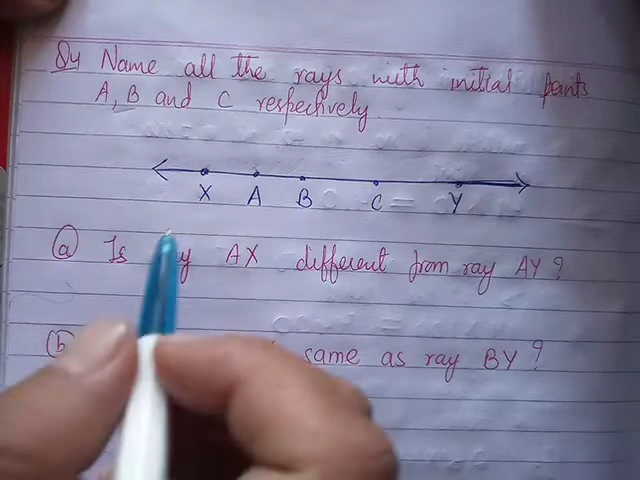 Q4 Name all the rays with initial points
A, B and C respectively
X A B C Y
(a) Is AX different from ray AY?
(b) same as ray BY?